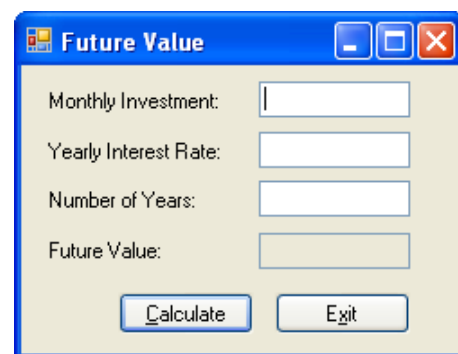 Future Value
Monthly Investment:
Yearly Interest Rate:
Number of Years:
Future Value:
Calculate Exit